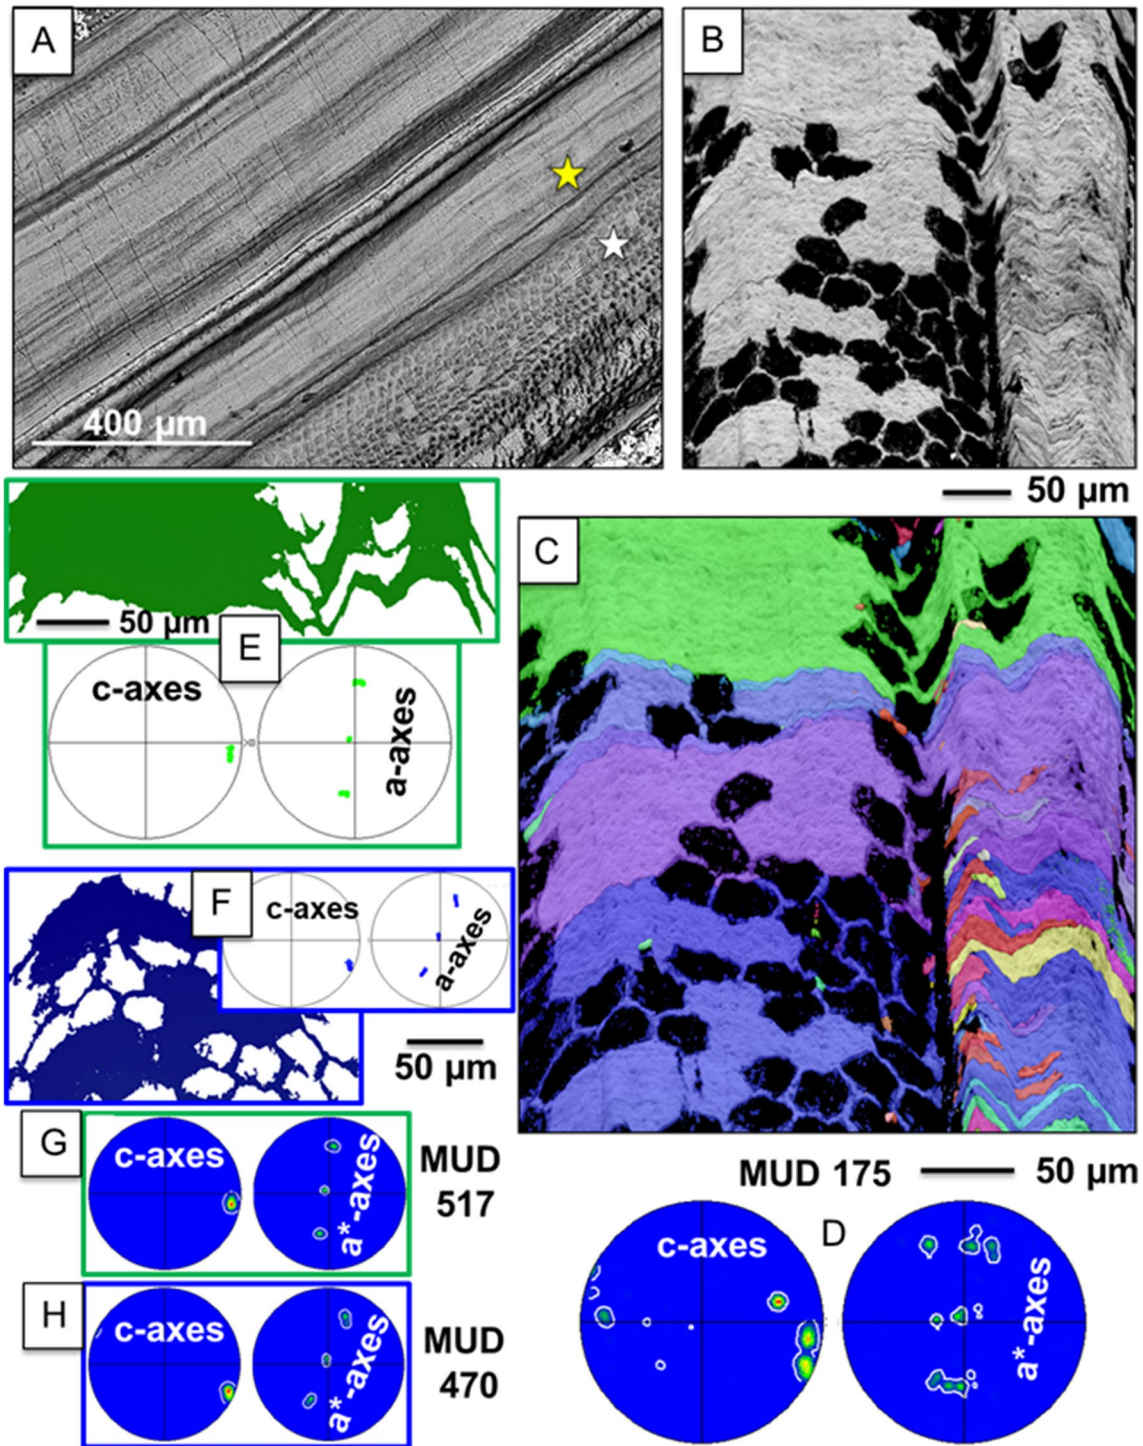 A
B
400 µm
50 µm
C
50 µm
E
c-axes
a-axes
F
c-axes
a-axes
50 µm
G
c-axes
a*-axes
MUD
517
H
c-axes
a*-axes
MUD
470
MUD 175
50 µm
D
c-axes
a*-axes